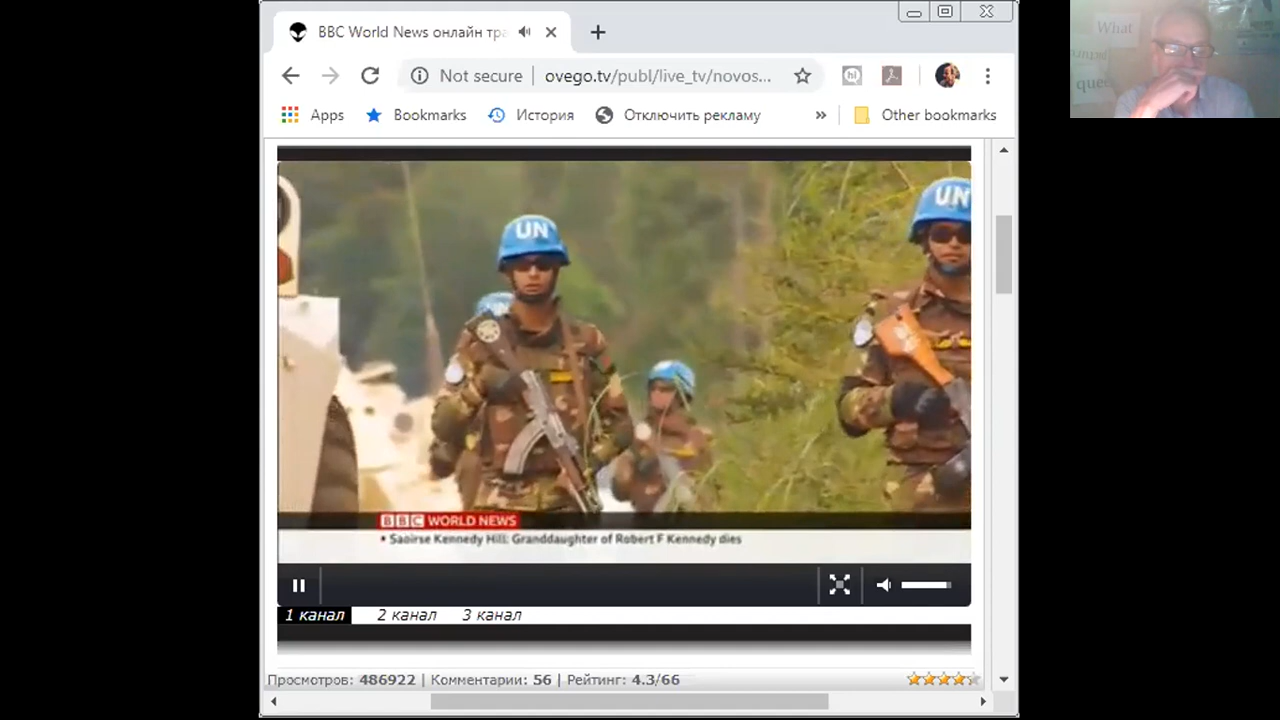 BBC World News онлайн тра
Not secure
ovego.tv/publ/live_tv/novos...
Apps
Bookmarks
История
Отключить рекламу
»
Other bookmarks
What
quee
UN
UN
BBC WORLD NEWS
• Saoirse Kennedy Hill: Granddaughter of Robert F Kennedy dies
1 канал
2 канал
3 канал
Просмотров: 486922 | Комментарии: 56 | Рейтинг: 4.3/66